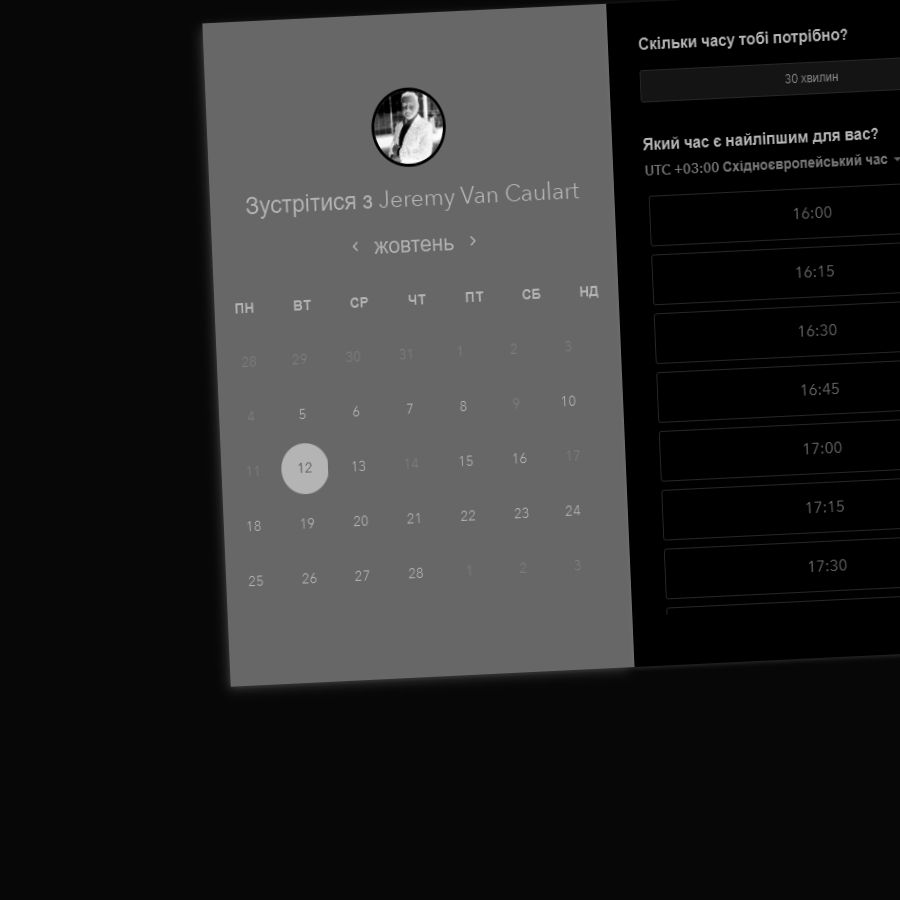 Зустрітися з Jeremy Van Caulart
‹ жовтень ›
ПН ВТ СР ЧТ ПТ СБ НД
28 29 30 31 1 2 3
4 5 6 7 8 9 10
11 12 13 14 15 16 17
18 19 20 21 22 23 24
25 26 27 28 1 2 3
Скільки часу тобі потрібно?
30 хвилин
Який час є найліпшим для вас?
UTC +03:00 Східноєвропейський час
16:00
16:15
16:30
16:45
17:00
17:15
17:30